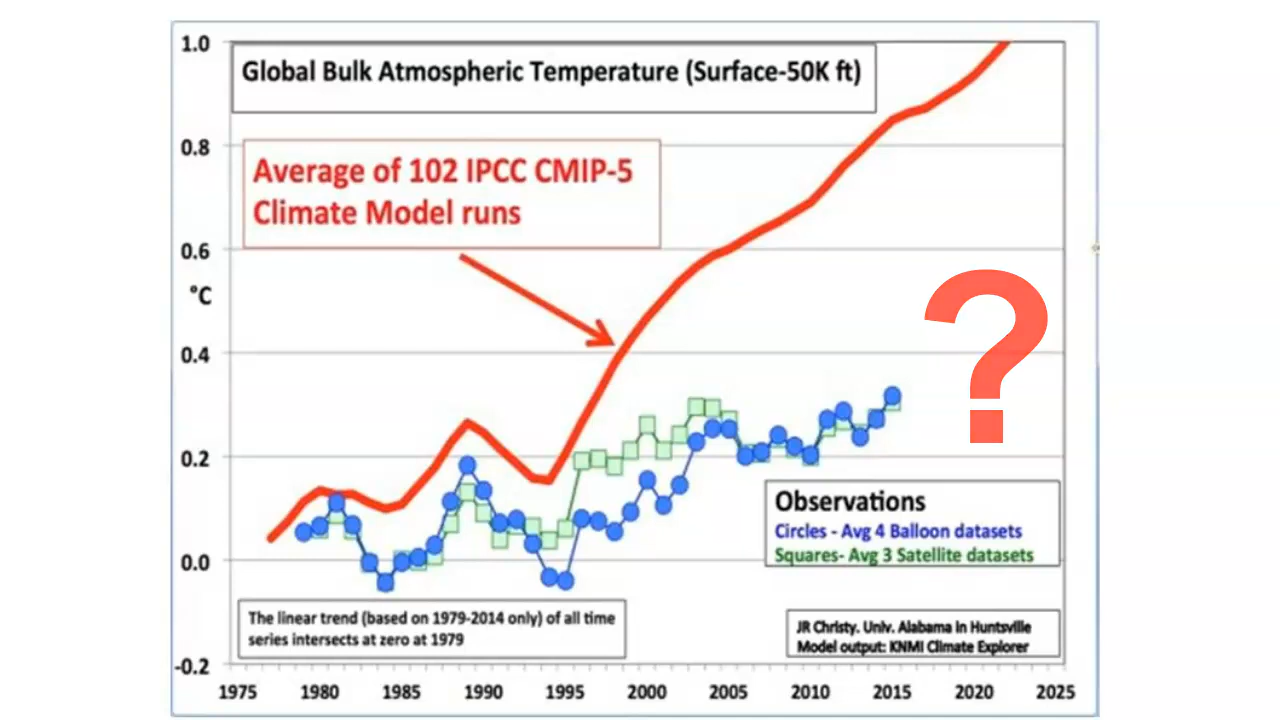 1.0
Global Bulk Atmospheric Temperature (Surface-50K ft)
0.8
Average of 102 IPCC CMIP-5
Climate Model runs
0.6
°C
?
0.4
0.2
Observations
Circles - Avg 4 Balloon datasets
Squares- Avg 3 Satellite datasets
0.0
The linear trend (based on 1979-2014 only) of all time
series intersects at zero at 1979
JR Christy. Univ. Alabama in Huntsville
Model output: KNMI Climate Explorer
-0.2
1975 1980 1985 1990 1995 2000 2005 2010 2015 2020 2025